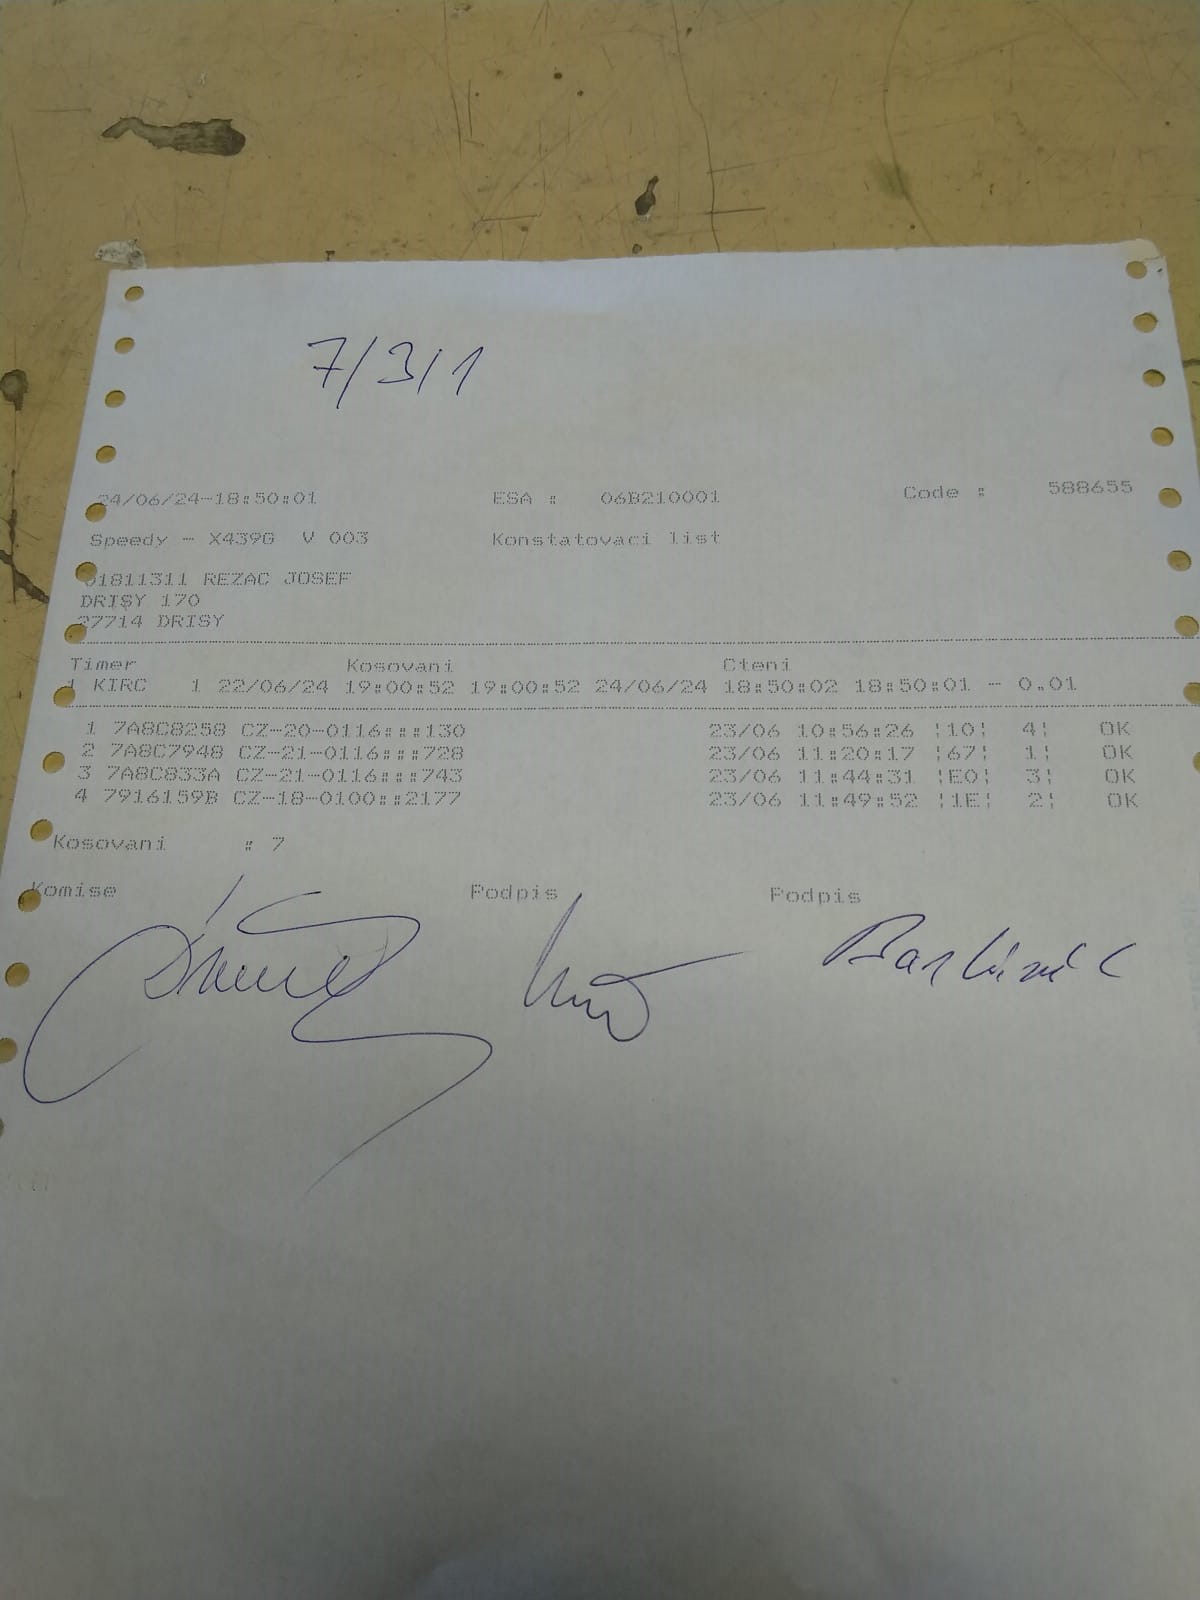 7/3/1
24/06/24-18:50:01 ESA : 06B210001 Code : 588655
Speedy - X439G V 003 Konstatovaci list
01811311 REZAC JOSEF
DRISY 170
27714 DRISY
Timer Kosovani Cteni
1 KIRC 1 22/06/24 19:00:52 19:00:52 24/06/24 18:50:02 18:50:01 - 0.01
1 7A8C8258 CZ-20-0116:::130 23/06 10:56:26 ¦10¦ 4¦ OK
2 7A8C7948 CZ-21-0116:::728 23/06 11:20:17 ¦67¦ 1¦ OK
3 7A8C833A CZ-21-0116:::743 23/06 11:44:31 ¦E0¦ 3¦ OK
4 7916159B CZ-18-0100::2177 23/06 11:49:52 ¦1E¦ 2¦ OK
Kosovani : 7
Komise Podpis Podpis